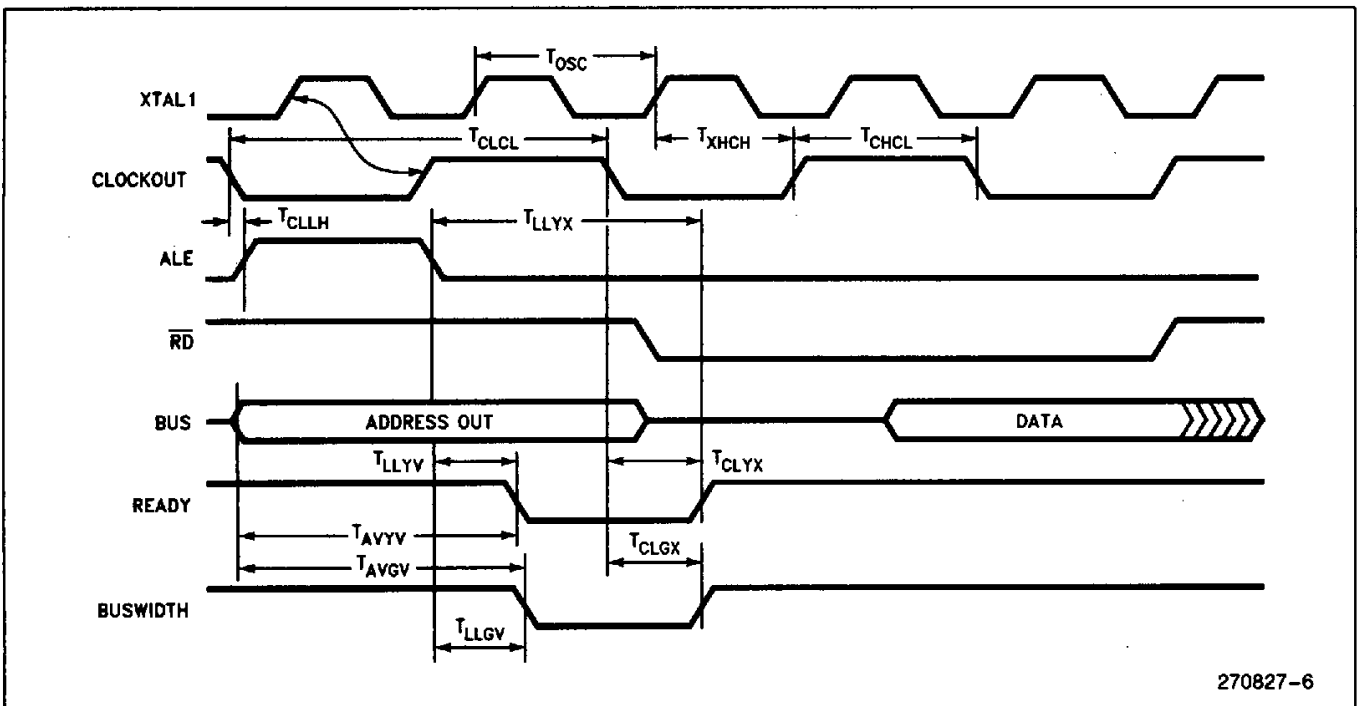 T_OSC
XTAL1
T_CLCL
T_XHCH
T_CHCL
CLOCKOUT
T_CLLH
T_LLYX
ALE
RD
BUS
ADDRESS OUT
DATA
T_LLYV
T_CLYX
READY
T_AVYV
T_CLGX
T_AVGV
BUSWIDTH
T_LLGV
270827-6